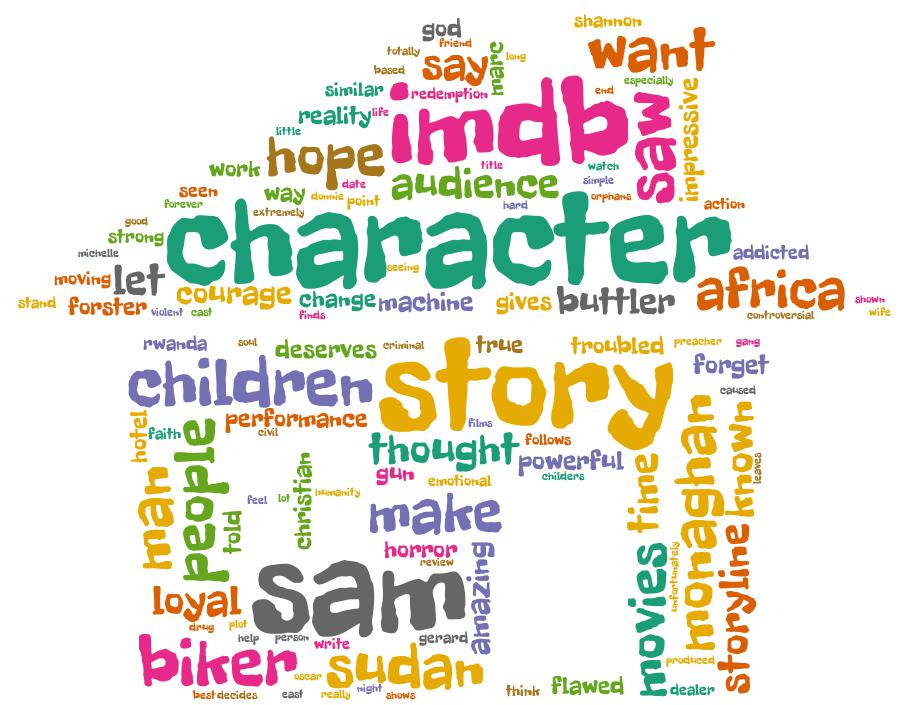 god
shannon
friend
totally
marc
long
want
say
based
especially
similar
redemption
end
imdb
saw
impressive
reality
life
little
hope
work
title
watch
audience
simple
seen
way
donnie
date
point
orphans
forever
extremely
hard
action
good
strong
character
michelle
seeing
addicted
moving
let
courage
change
machine
gives
buttler
africa
shown
stand
forster
violent
cast
finds
controversial
wife
rwanda
soul
deserves
criminal
true
troubled
preacher
gang
children
story
forget
caused
hotel
faith
performance
civil
films
people
thought
follows
monaghan
known
man
gun
powerful
told
christian
emotional
childers
time
leaves
feel
lot
humanity
make
horror
review
amazing
movies
unfortunately
storyline
loyal
sam
drug
plot
help
person
write
gerard
biker
oscar
sudan
produced
best
decides
east
really
night
shows
think
flawed
dealer